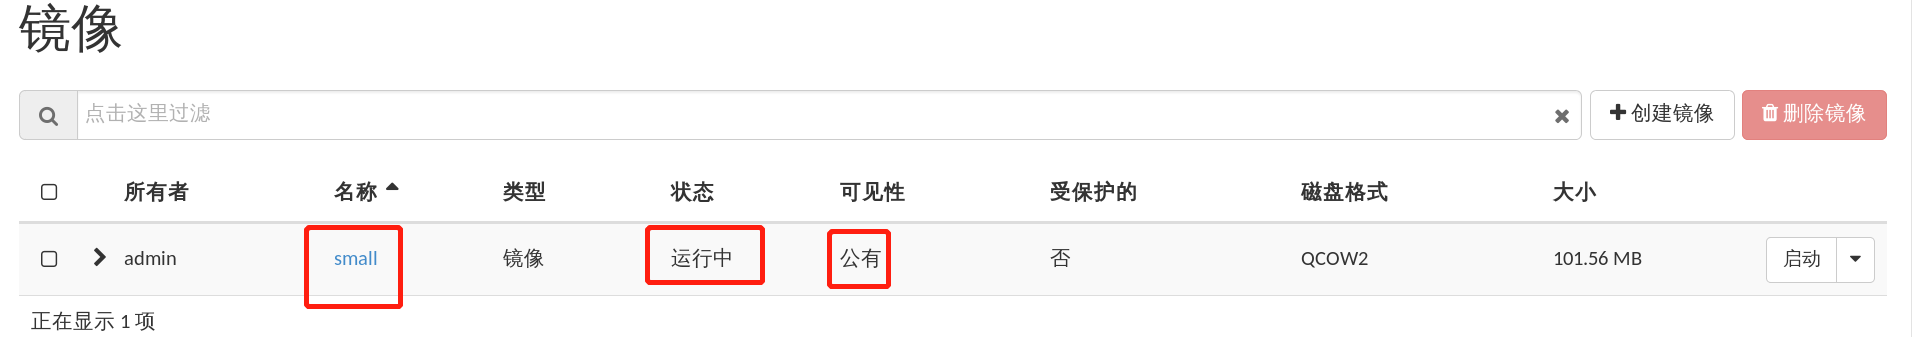 镜像
点击这里过滤
创建镜像
删除镜像
所有者 名称 类型 状态 可见性 受保护的 磁盘格式 大小
admin small 镜像 运行中 公有 否 QCOW2 101.56 MB 启动
正在显示 1 项